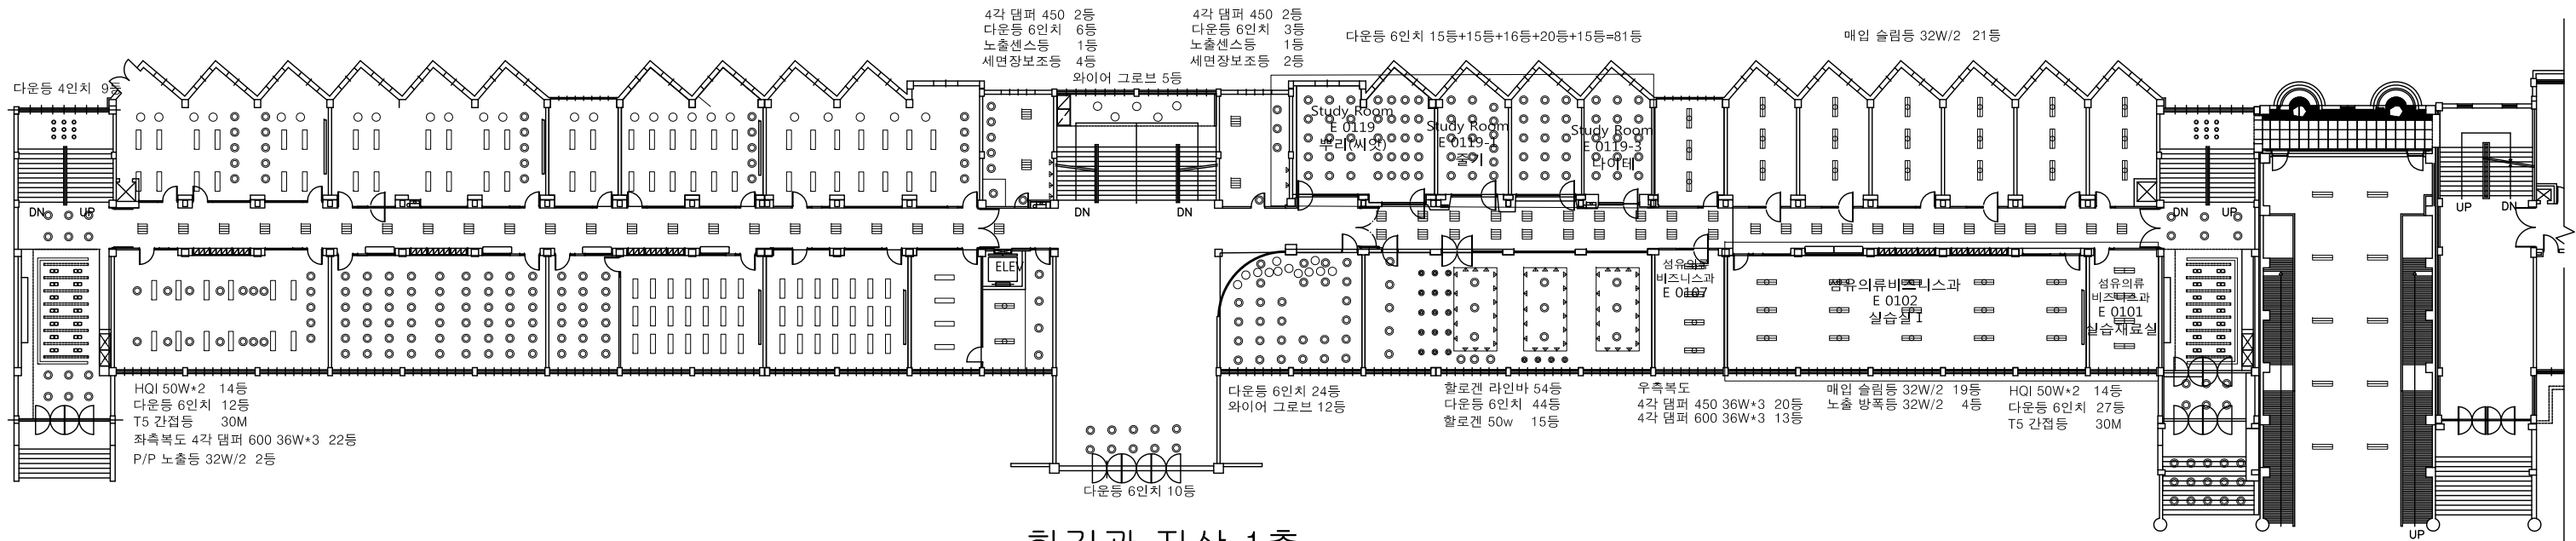 4각 댐퍼 450 2등
다운등 6인치 6등
노출센스등 1등
세면장보조등 4등
4각 댐퍼 450 2등
다운등 6인치 3등
노출센스등 1등
세면장보조등 2등
다운등 6인치 15등+15등+16등+20등+15등=81등
매입 슬림등 32W/2 21등
와이어 그로브 5등
다운등 4인치 9등
Study Room
E 0119
뿌리(씨앗)
Study Room
E 0119-1
줄기
Study Room
E 0119-3
나이테
DN
UP
DN
DN
DN
UP
UP
DN
ELEV
섬유의류
비즈니스과
E 0107
섬유의류비즈니스과
E 0102
실습실1
섬유의류
비즈니스과
E 0101
실습재료실
HQI 50W*2 14등
다운등 6인치 12등
T5 간접등 30M
좌측복도 4각 댐퍼 600 36W*3 22등
P/P 노출등 32W/2 2등
다운등 6인치 24등
와이어 그로브 12등
할로겐 라인바 54등
다운등 6인치 44등
할로겐 50w 15등
우측복도
4각 댐퍼 450 36W*3 20등
4각 댐퍼 600 36W*3 13등
매입 슬림등 32W/2 19등
노출 방폭등 32W/2 4등
HQI 50W*2 14등
다운등 6인치 27등
T5 간접등 30M
다운등 6인치 10등
UP
지상 1층